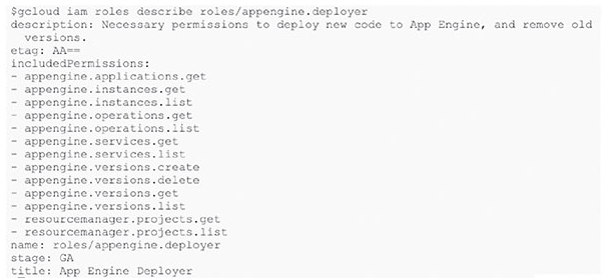 $gcloud iam roles describe roles/appengine.deployer
description: Necessary permissions to deploy new code to App Engine, and remove old
versions.
etag: AA==
includedPermissions:
- appengine.applications.get
- appengine.instances.get
- appengine.instances.list
- appengine.operations.get
- appengine.operations.list
- appengine.services.get
- appengine.services.list
- appengine.versions.create
- appengine.versions.delete
- appengine.versions.get
- appengine.versions.list
- resourcemanager.projects.get
- resourcemanager.projects.list
name: roles/appengine.deployer
stage: GA
title: App Engine Deployer